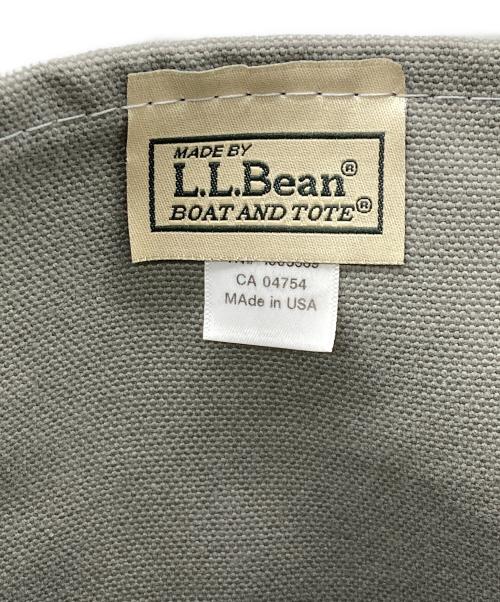 MADE BY
L.L.Bean®
BOAT AND TOTE®
CA 04754
MAde in USA